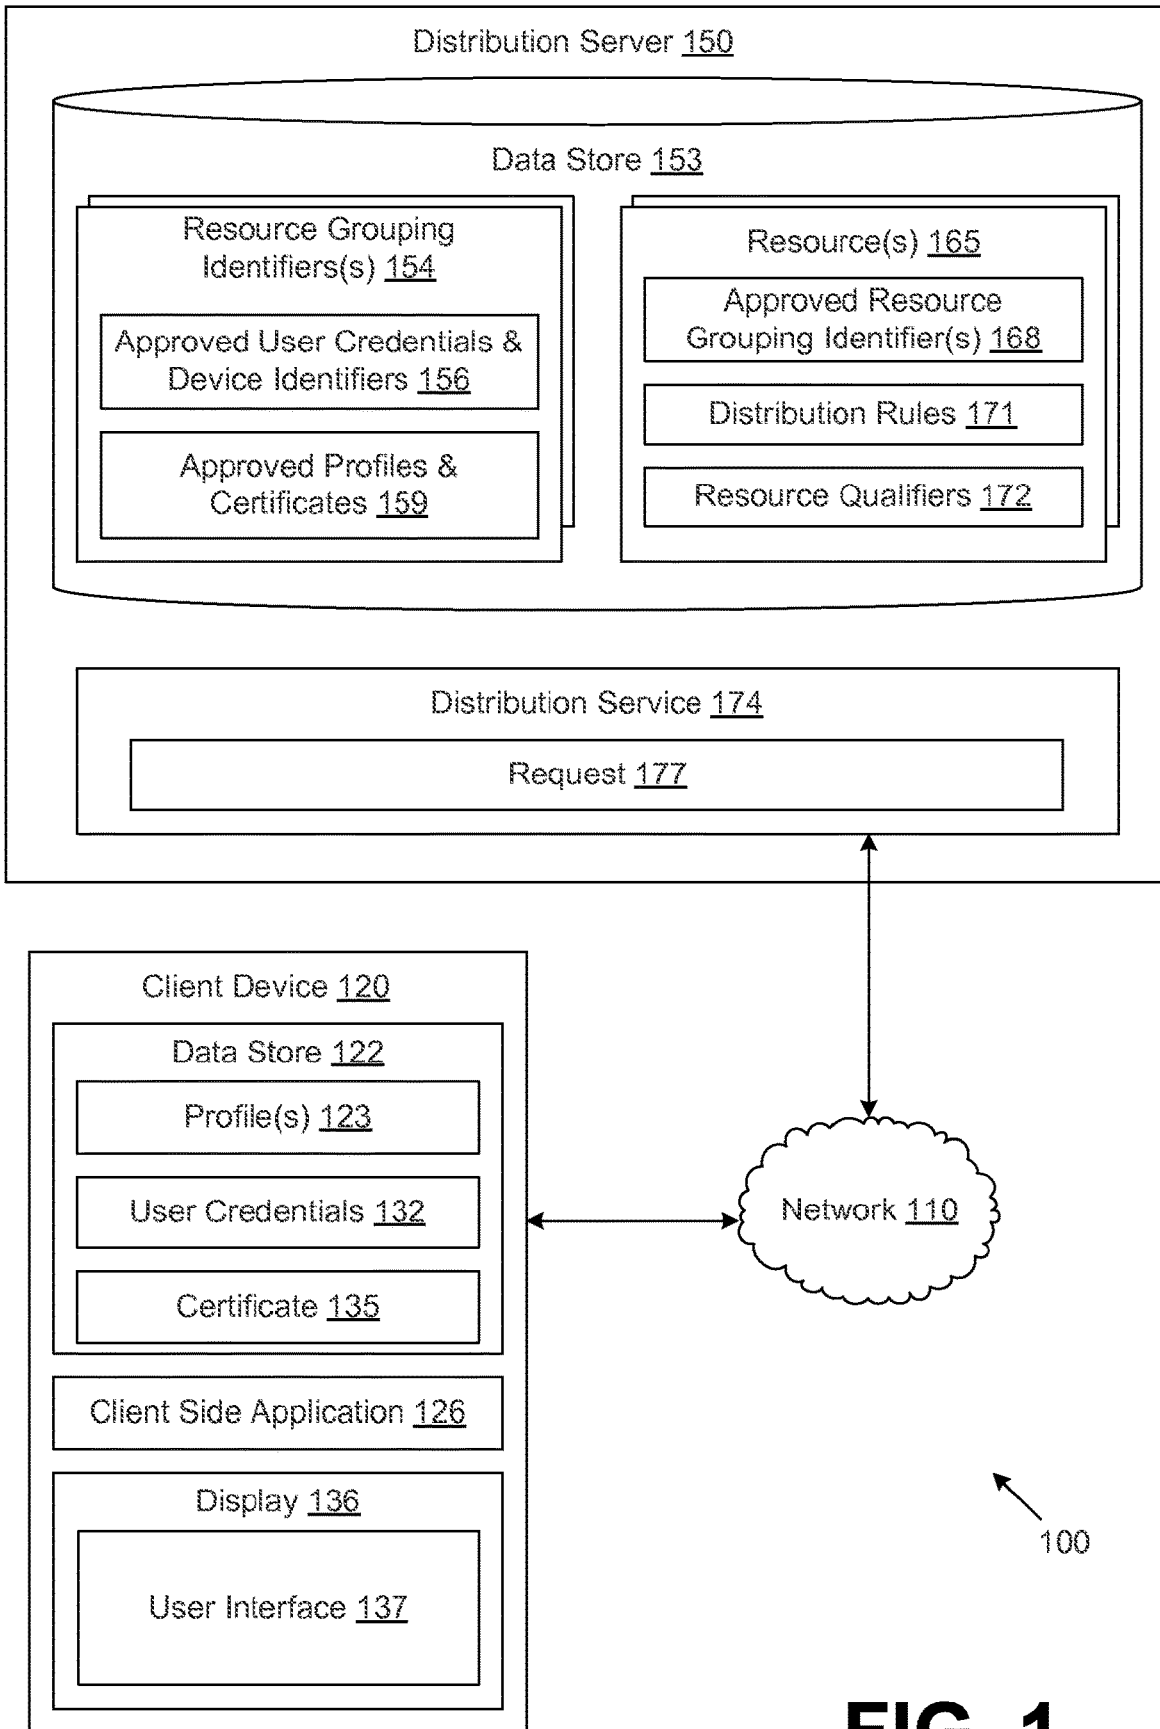 Distribution Server 150
Data Store 153
Resource Grouping
Identifiers(s) 154
Approved User Credentials &
Device Identifiers 156
Approved Profiles &
Certificates 159
Resource(s) 165
Approved Resource
Grouping Identifier(s) 168
Distribution Rules 171
Resource Qualifiers 172
Distribution Service 174
Request 177
Client Device 120
Data Store 122
Profile(s) 123
User Credentials 132
Certificate 135
Client Side Application 126
Display 136
User Interface 137
Network 110
100
FIG. 1